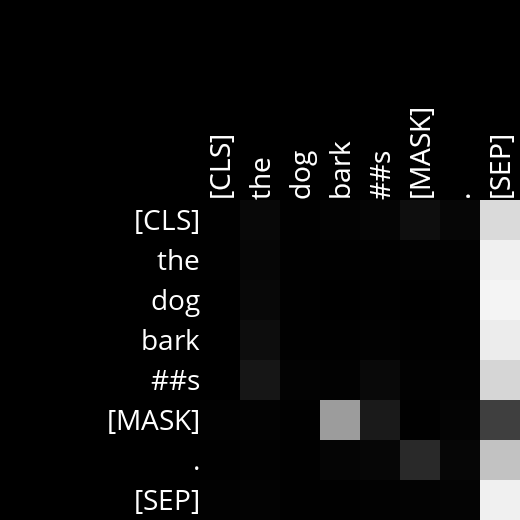 [CLS] the dog bark ##s [MASK] . [SEP]
[CLS]
the
dog
bark
##s
[MASK]
.
[SEP]